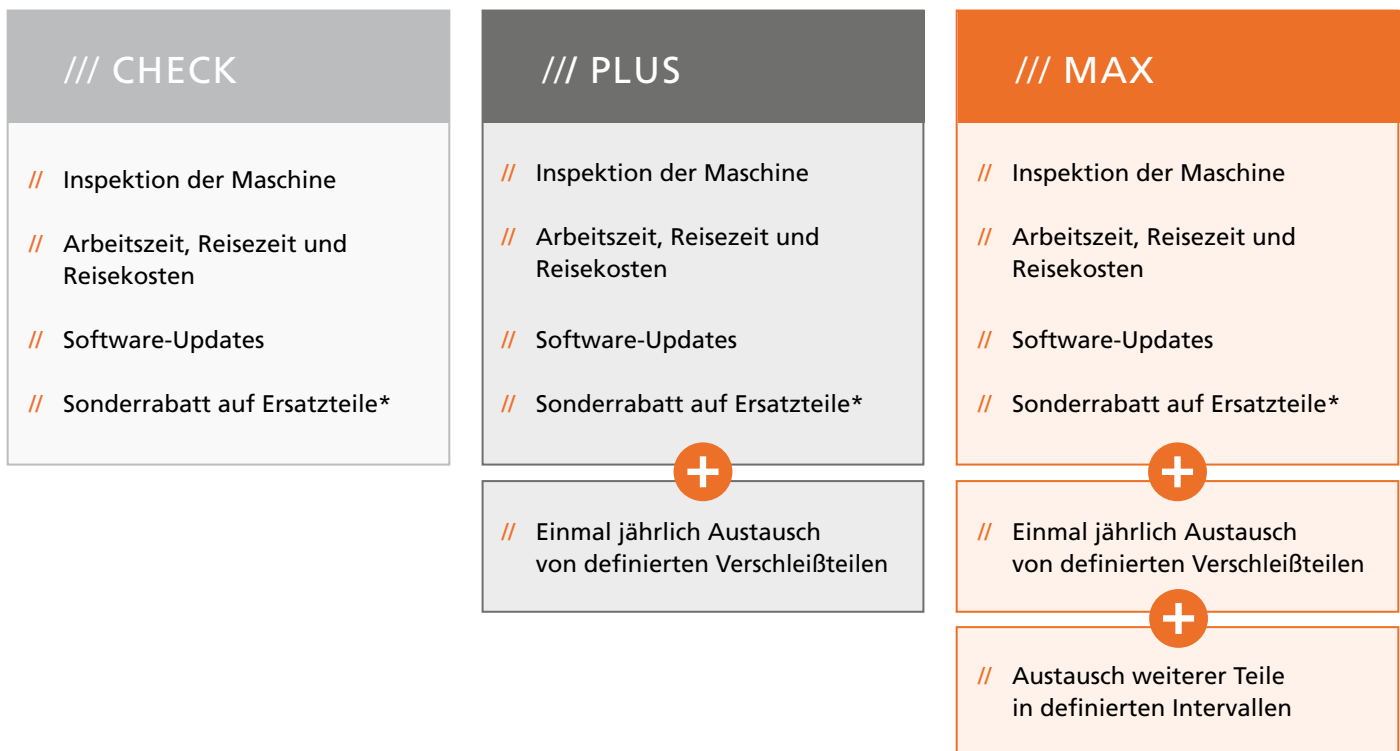 /// CHECK
// Inspektion der Maschine
// Arbeitszeit, Reisezeit und
Reisekosten
// Software-Updates
// Sonderrabatt auf Ersatzteile*
/// PLUS
// Inspektion der Maschine
// Arbeitszeit, Reisezeit und
Reisekosten
// Software-Updates
// Sonderrabatt auf Ersatzteile*
+
// Einmal jährlich Austausch
von definierten Verschleißteilen
/// MAX
// Inspektion der Maschine
// Arbeitszeit, Reisezeit und
Reisekosten
// Software-Updates
// Sonderrabatt auf Ersatzteile*
+
// Einmal jährlich Austausch
von definierten Verschleißteilen
+
// Austausch weiterer Teile
in definierten Intervallen